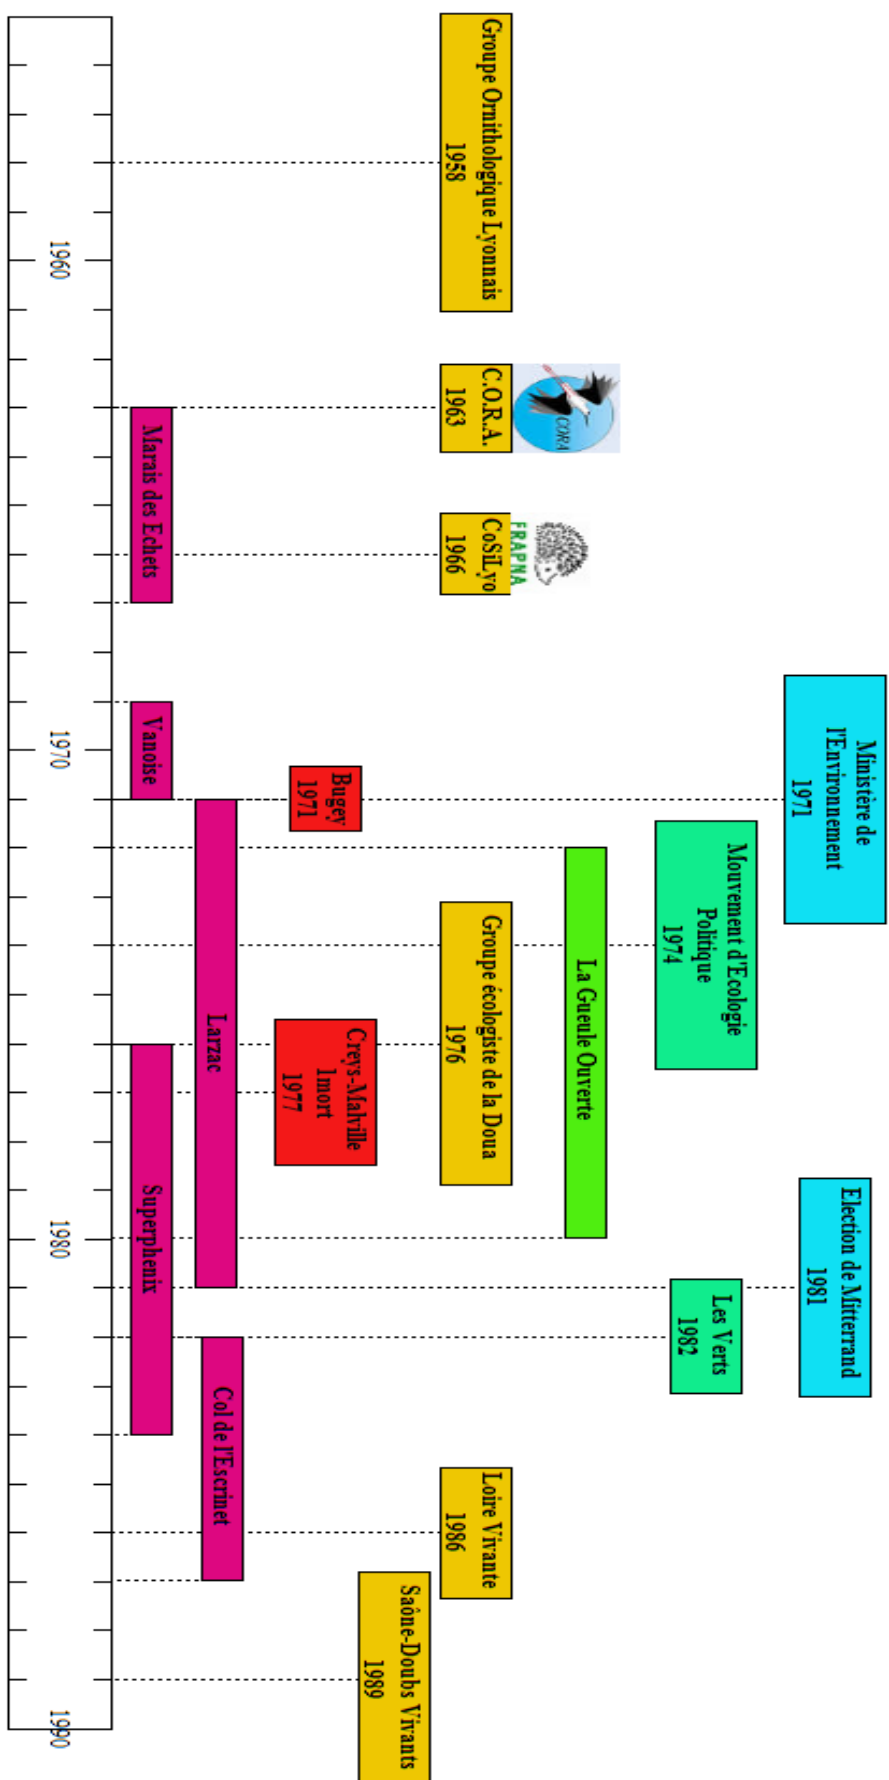 Ministère de
l'Environnement
1971
Election de Mitterrand
1981
Mouvement d'Ecologie
Politique
1974
Les Verts
1982
La Gueule Ouverte
CORA
FRAPNA
Groupe Ornithologique Lyonnais
1958
C.O.R.A.
1963
CoSiLyo
1966
Groupe écologiste de la Doua
1976
Loire Vivante
1986
Saône-Doubs Vivants
1989
Bugey
1971
Creys-Malville
1mort
1977
Larzac
Col de l'Escrinet
Marais des Echets
Vanoise
Superphenix
1960
1970
1980
1990